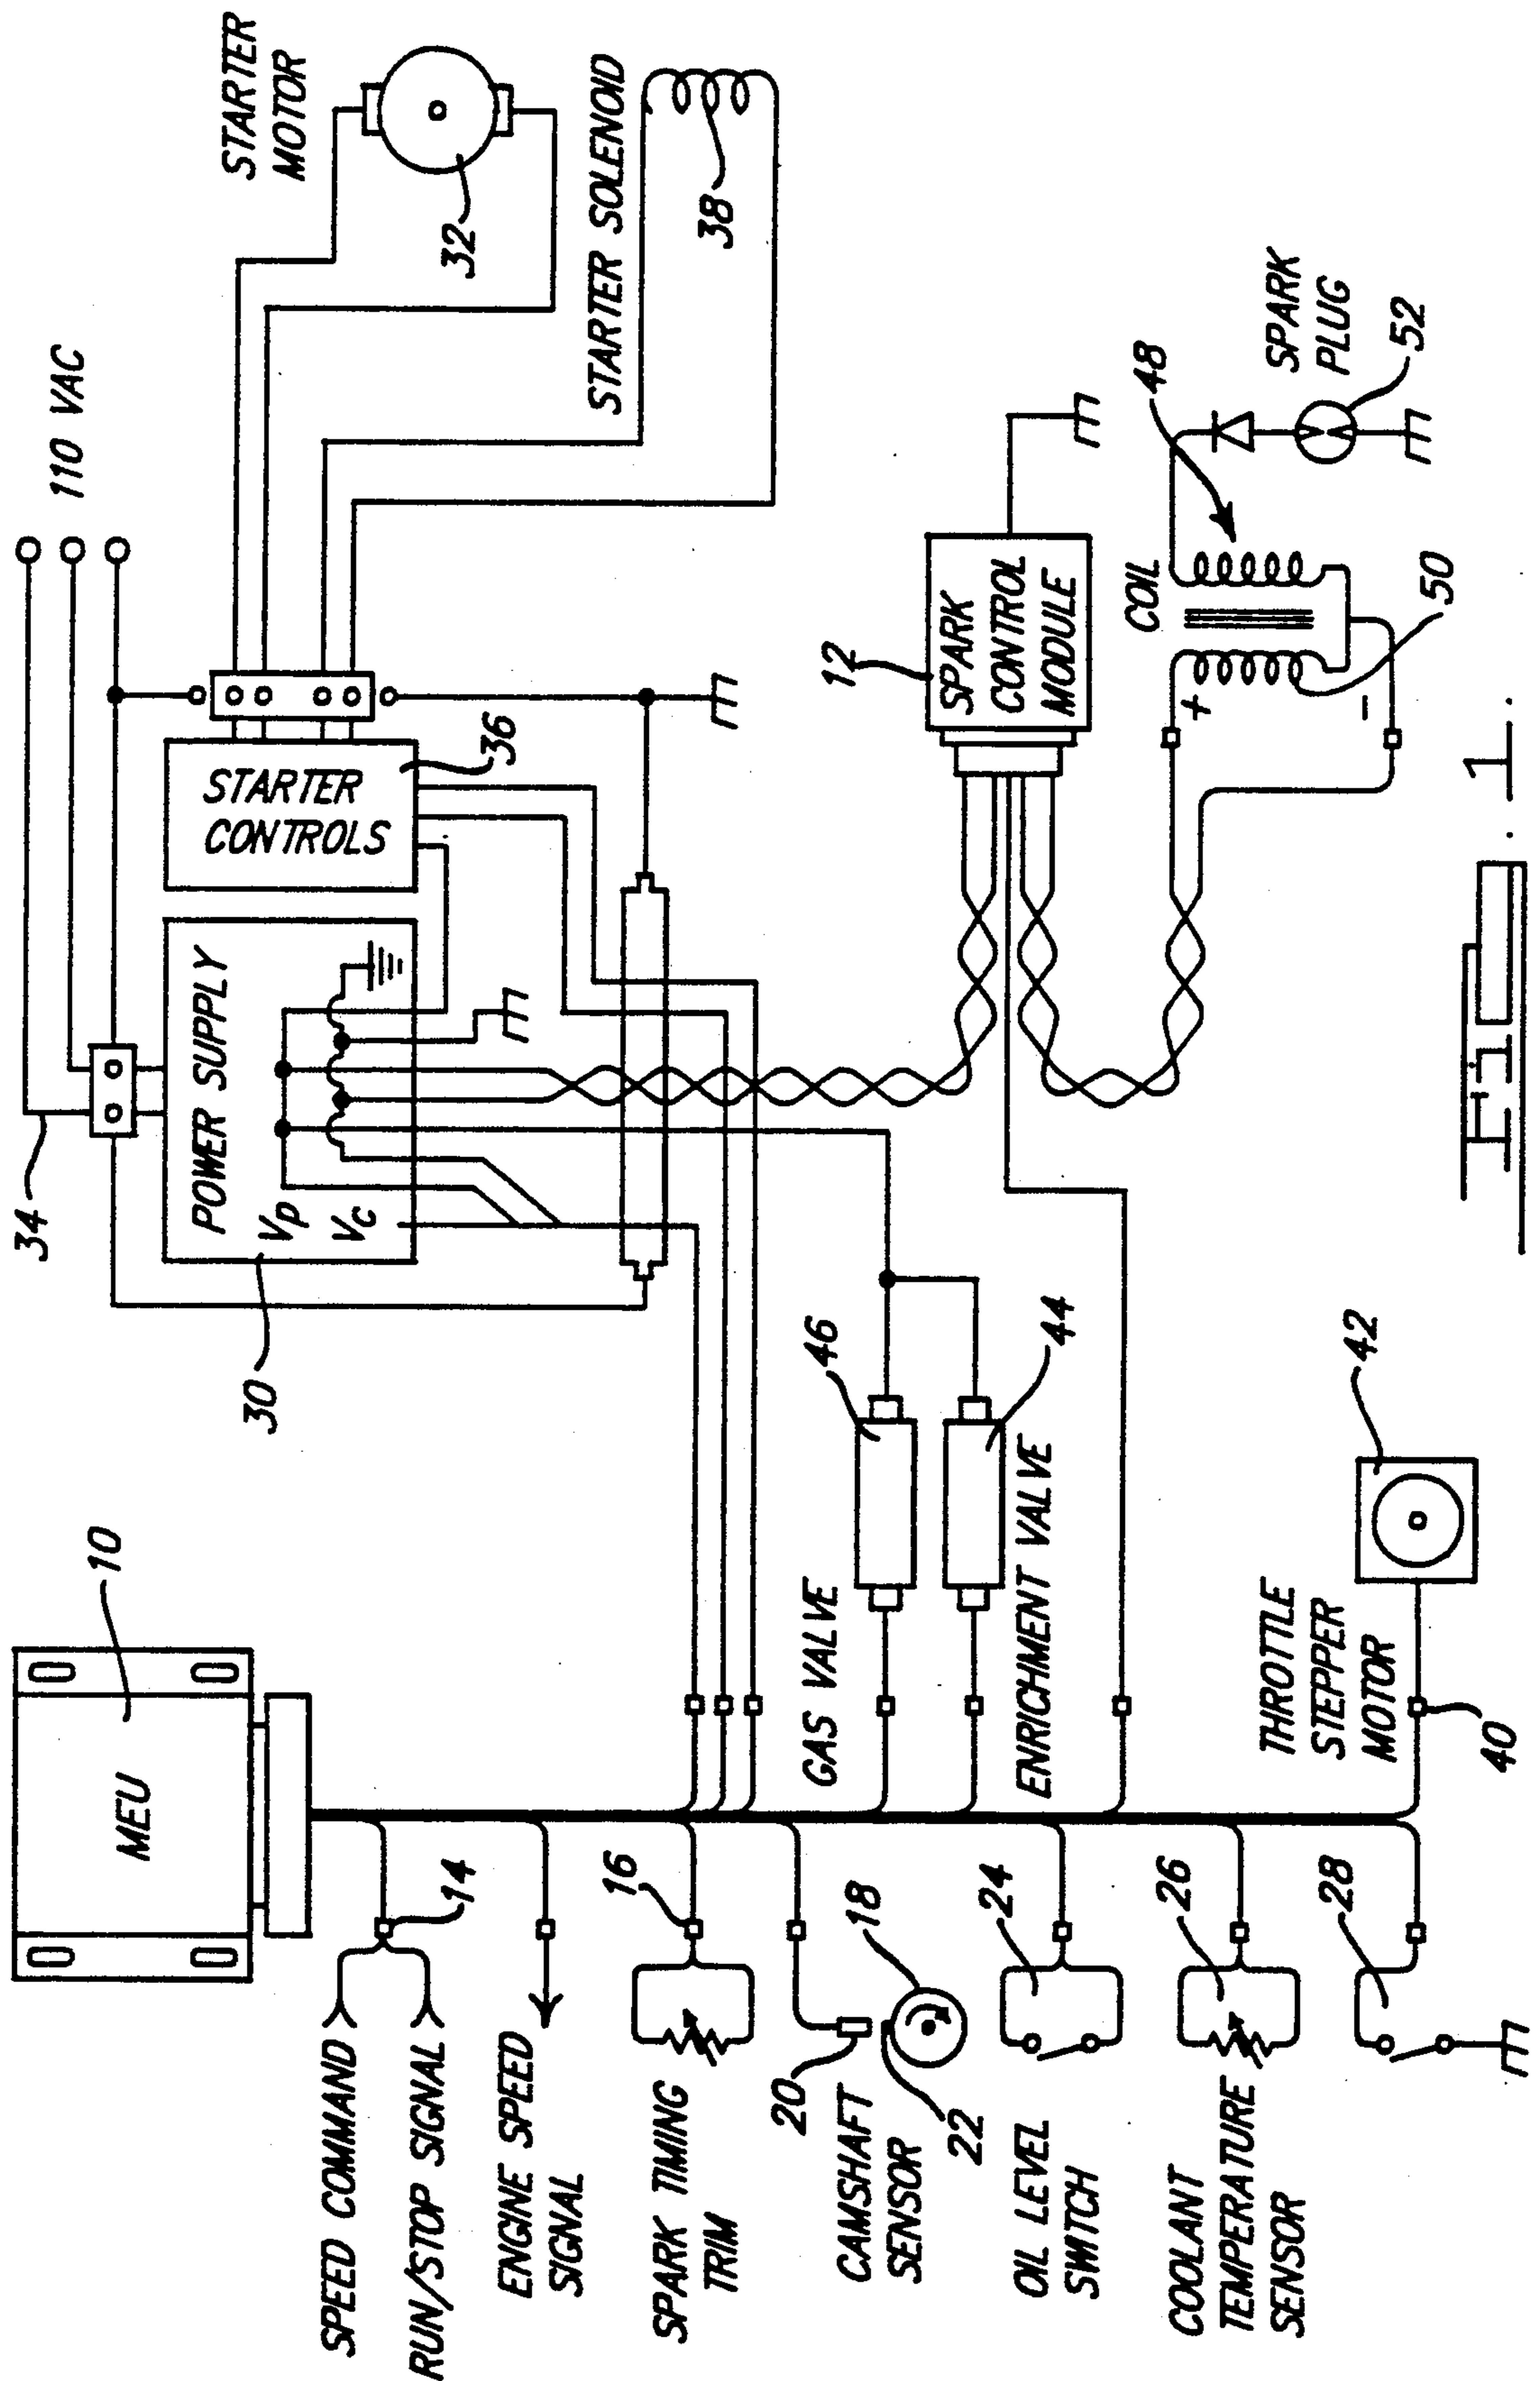 MEU
10
SPEED COMMAND
RUN/STOP SIGNAL
14
ENGINE SPEED
SIGNAL
SPARK TIMING
TRIM
16
CAMSHAFT
SENSOR
20
22
18
OIL LEVEL
SWITCH
24
COOLANT
TEMPERATURE
SENSOR
26
28
34
110 VAC
POWER SUPPLY
Vp
Vc
30
STARTER
CONTROLS
36
STARTER
MOTOR
32
STARTER SOLENOID
38
GAS VALVE
46
ENRICHMENT VALVE
44
THROTTLE
STEPPER
MOTOR
42
40
12
SPARK
CONTROL
MODULE
COIL
+
−
48
50
SPARK
PLUG
52
Fig. 1.